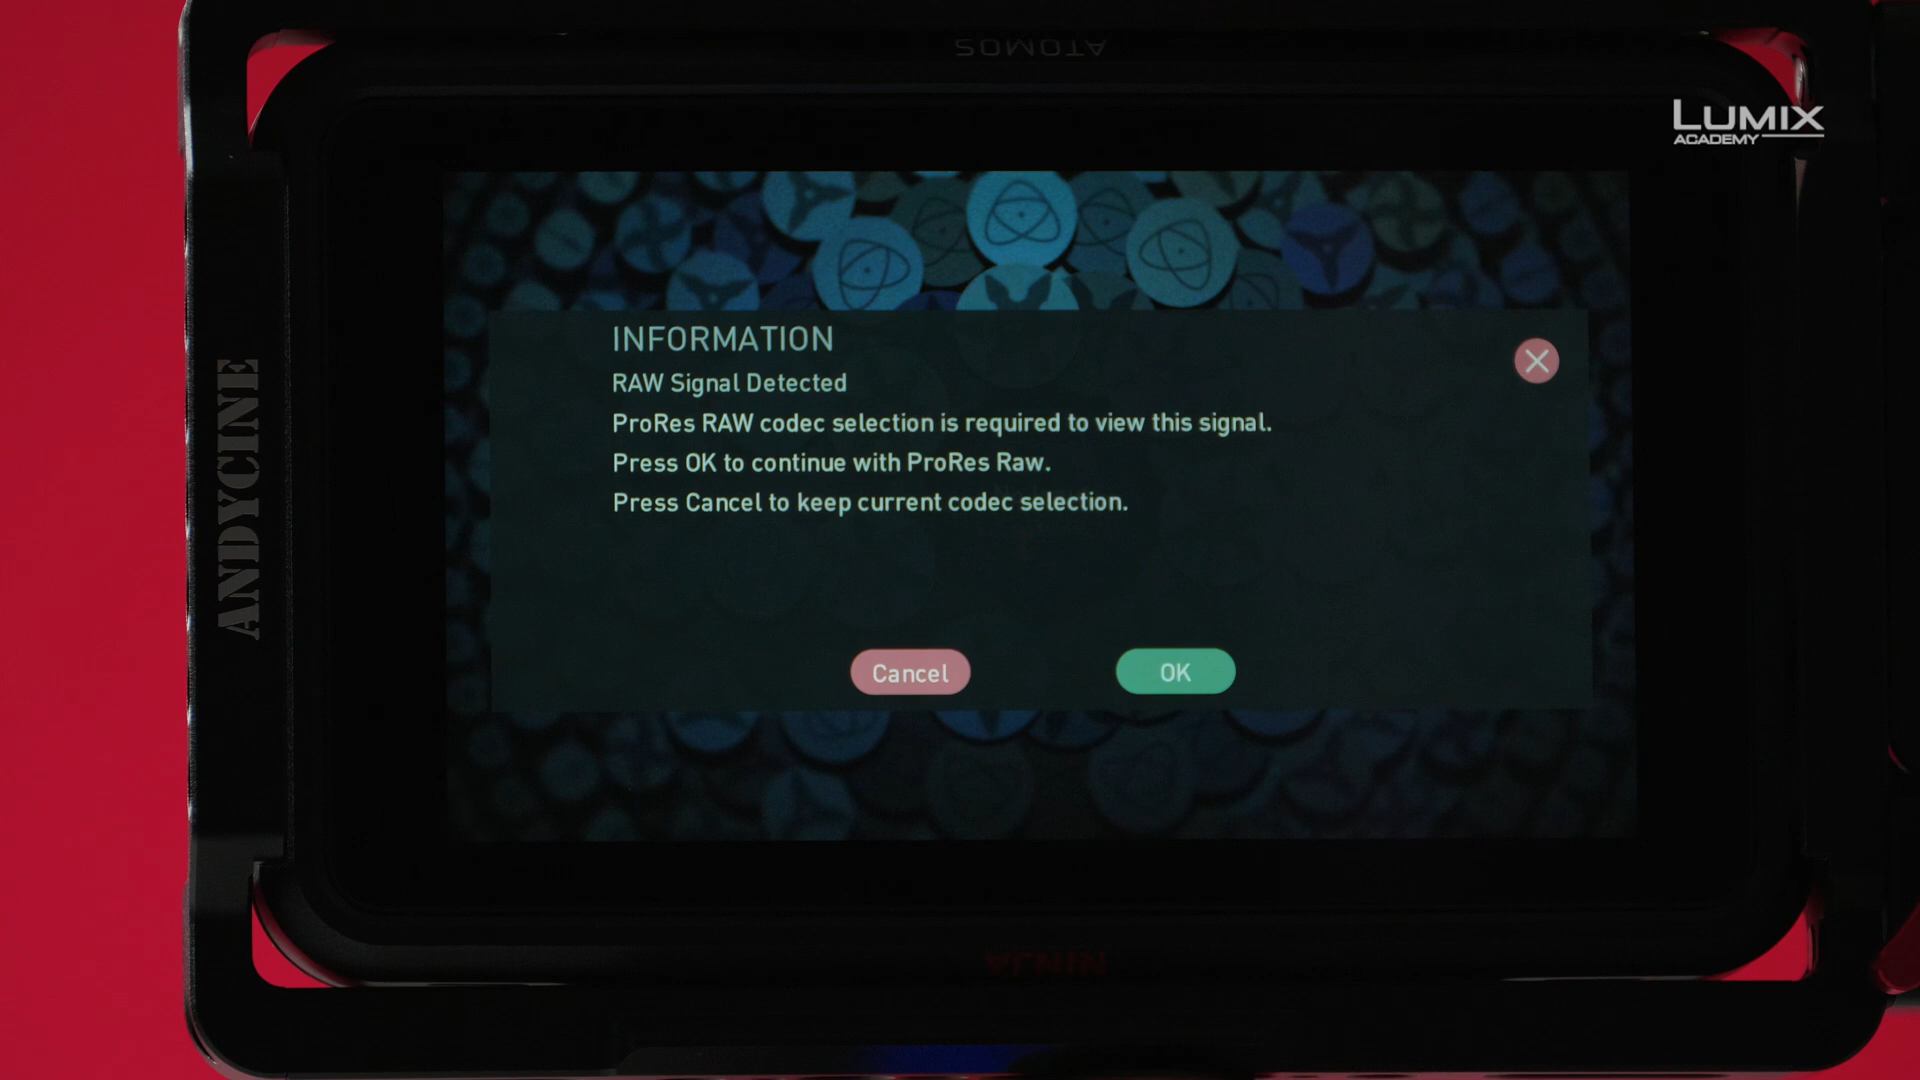 ATOMOS
LUMIX
ACADEMY
ANDYCINE
INFORMATION
RAW Signal Detected
ProRes RAW codec selection is required to view this signal.
Press OK to continue with ProRes Raw.
Press Cancel to keep current codec selection.
Cancel
OK
NINJA